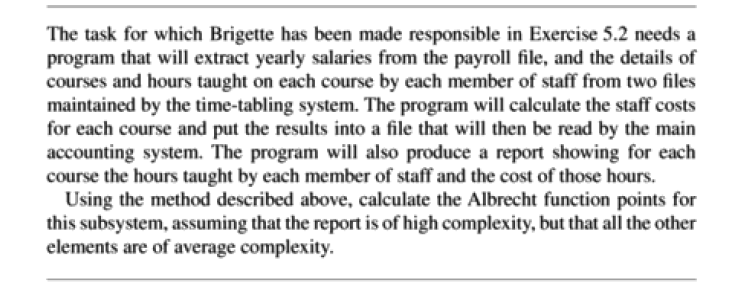 The task for which Brigette has been made responsible in Exercise 5.2 needs a
program that will extract yearly salaries from the payroll file, and the details of
courses and hours taught on each course by each member of staff from two files
maintained by the time-tabling system. The program will calculate the staff costs
for each course and put the results into a file that will then be read by the main
accounting system. The program will also produce a report showing for each
course the hours taught by each member of staff and the cost of those hours.
Using the method described above, calculate the Albrecht function points for
this subsystem, assuming that the report is of high complexity, but that all the other
elements are of average complexity.